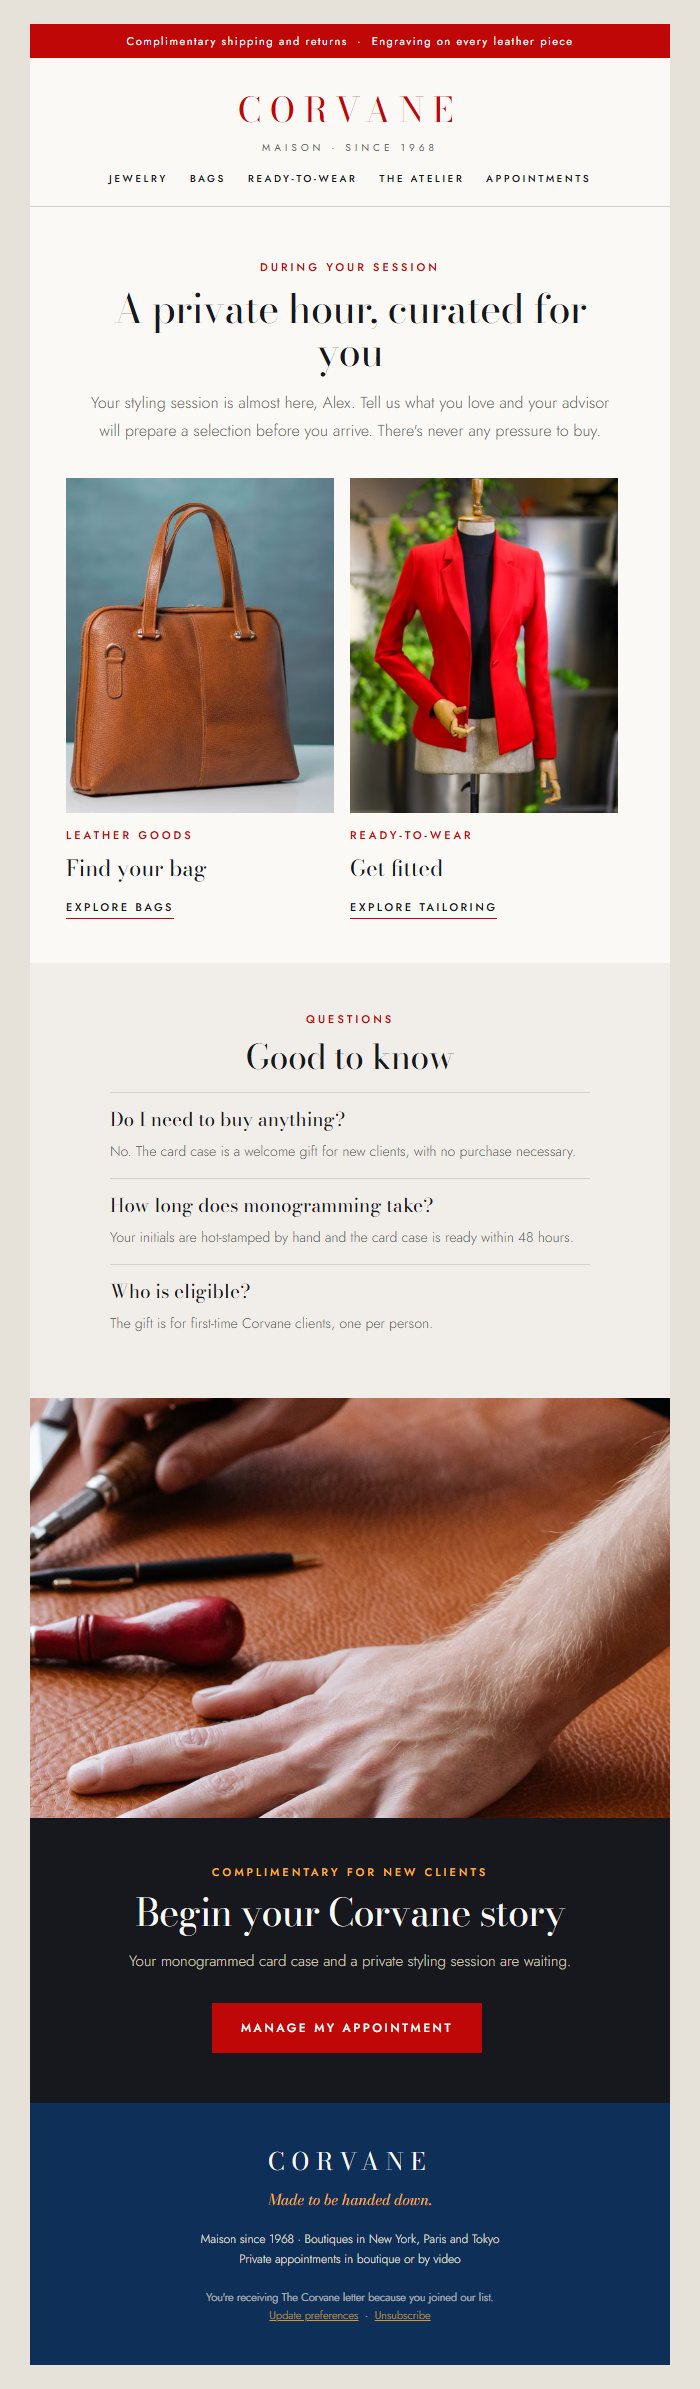 Complimentary shipping and returns · Engraving on every leather piece
CORVANE
MAISON · SINCE 1968
JEWELRY BAGS READY-TO-WEAR THE ATELIER APPOINTMENTS
DURING YOUR SESSION
A private hour, curated for
you
Your styling session is almost here, Alex. Tell us what you love and your advisor
will prepare a selection before you arrive. There's never any pressure to buy.
LEATHER GOODS
Find your bag
EXPLORE BAGS
READY-TO-WEAR
Get fitted
EXPLORE TAILORING
QUESTIONS
Good to know
Do I need to buy anything?
No. The card case is a welcome gift for new clients, with no purchase necessary.
How long does monogramming take?
Your initials are hot-stamped by hand and the card case is ready within 48 hours.
Who is eligible?
The gift is for first-time Corvane clients, one per person.
COMPLIMENTARY FOR NEW CLIENTS
Begin your Corvane story
Your monogrammed card case and a private styling session are waiting.
MANAGE MY APPOINTMENT
CORVANE
Made to be handed down.
Maison since 1968 · Boutiques in New York, Paris and Tokyo
Private appointments in boutique or by video
You're receiving The Corvane letter because you joined our list.
Update preferences · Unsubscribe